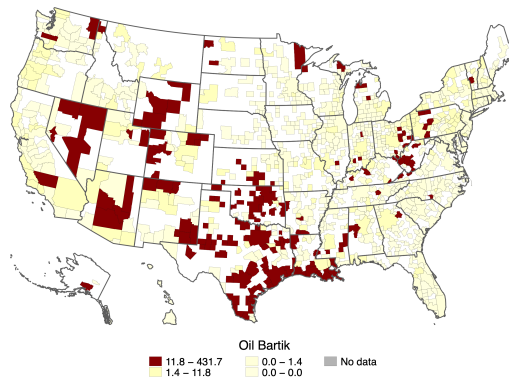 Oil Bartik
11.8 – 431.7 0.0 – 1.4 No data
1.4 – 11.8 0.0 – 0.0